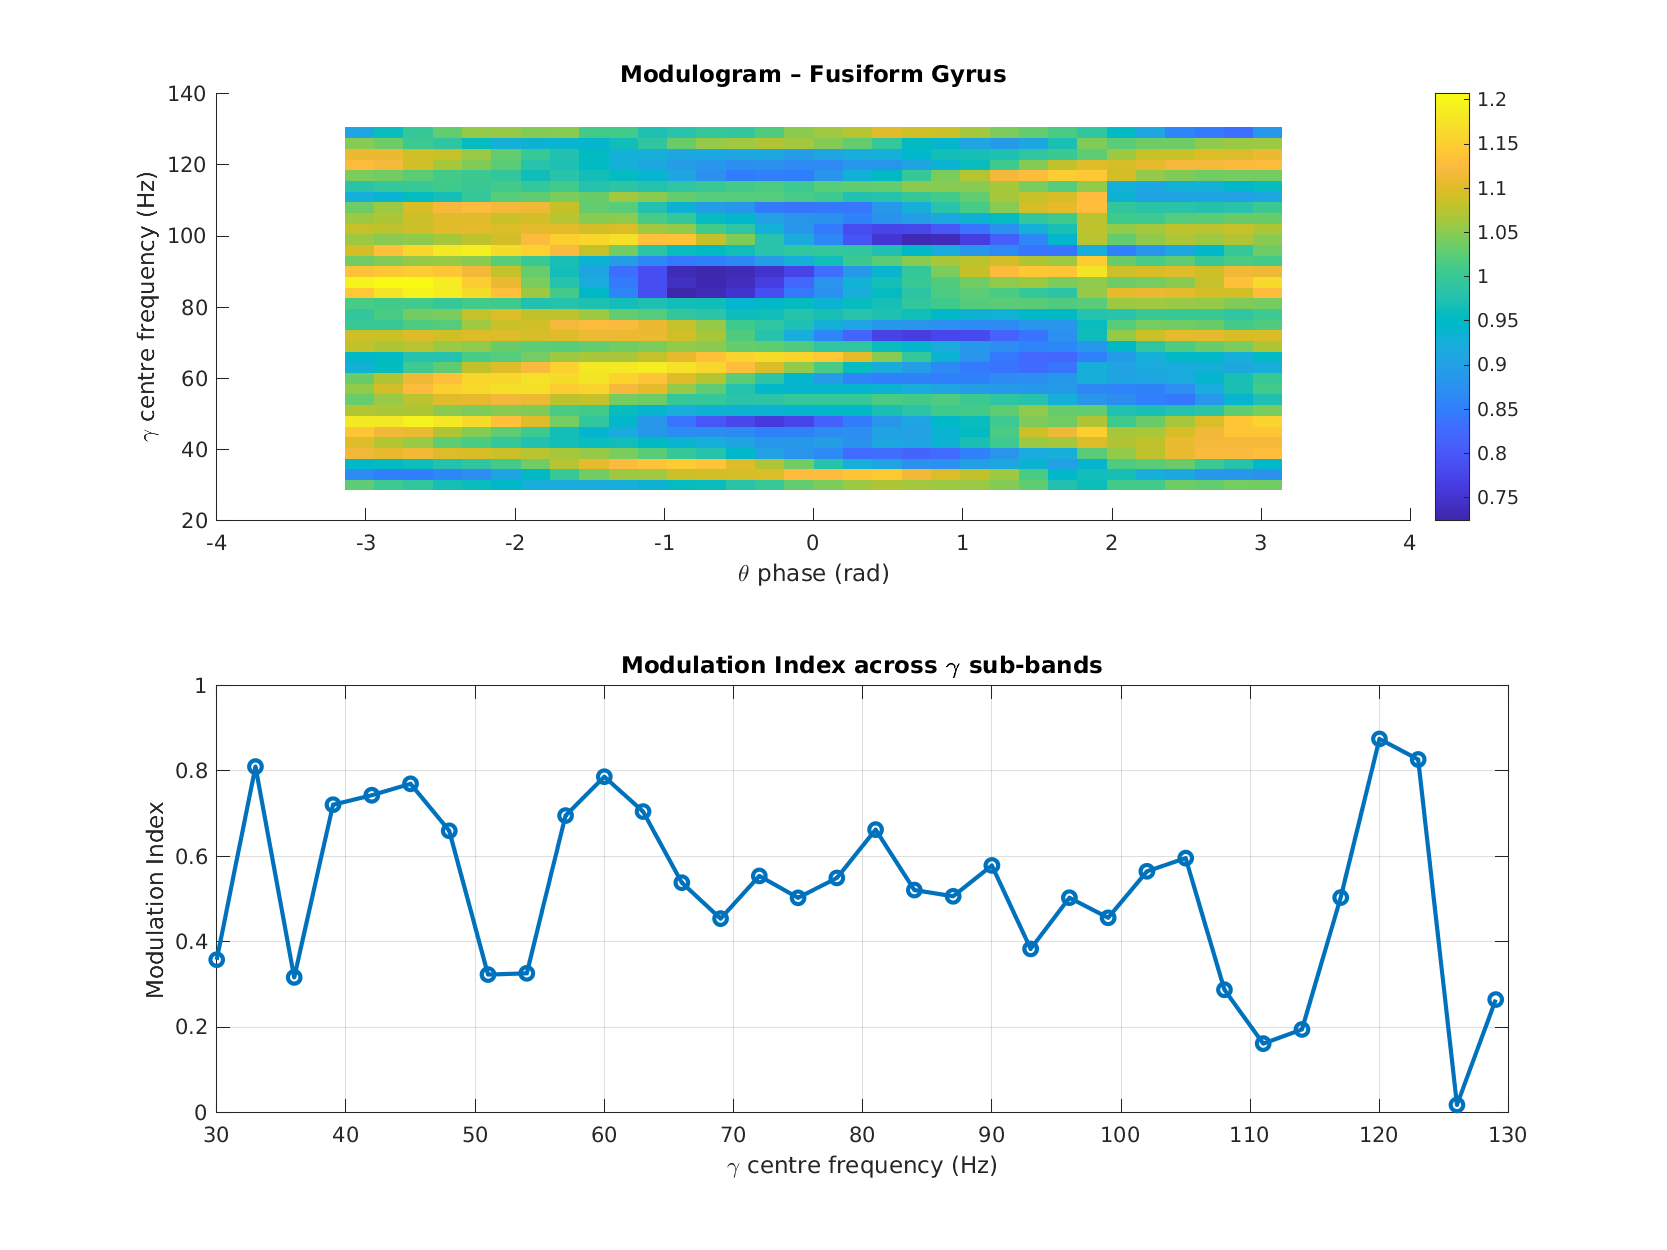 Modulogram – Fusiform Gyrus
γ centre frequency (Hz)
140
120
100
80
60
40
20
-4 -3 -2 -1 0 1 2 3 4
θ phase (rad)
1.2
1.15
1.1
1.05
1
0.95
0.9
0.85
0.8
0.75
Modulation Index across γ sub-bands
Modulation Index
1
0.8
0.6
0.4
0.2
0
30 40 50 60 70 80 90 100 110 120 130
γ centre frequency (Hz)